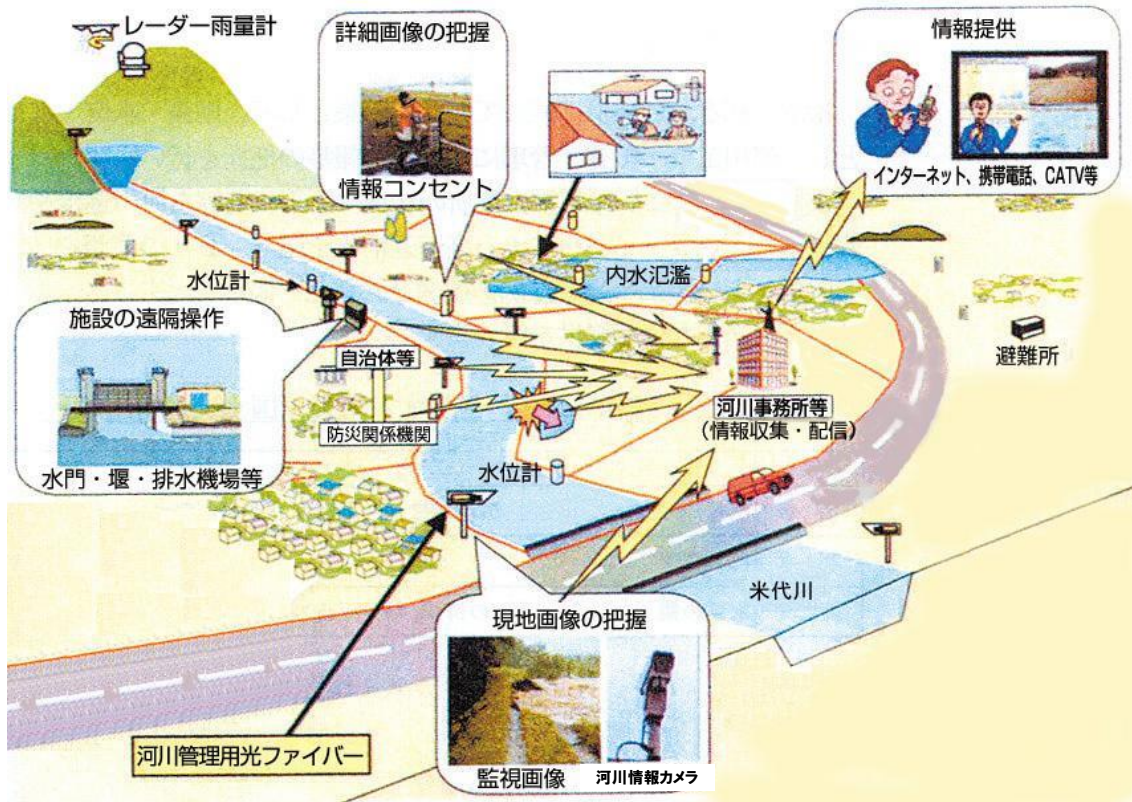 レーダー雨量計
詳細画像の把握
情報コンセント
情報提供
インターネット、携帯電話、CATV等
水位計
内水氾濫
施設の遠隔操作
水門・堰・排水機場等
自治体等
防災関係機関
避難所
河川事務所等
（情報収集・配信）
水位計
米代川
現地画像の把握
監視画像
河川情報カメラ
河川管理用光ファイバー